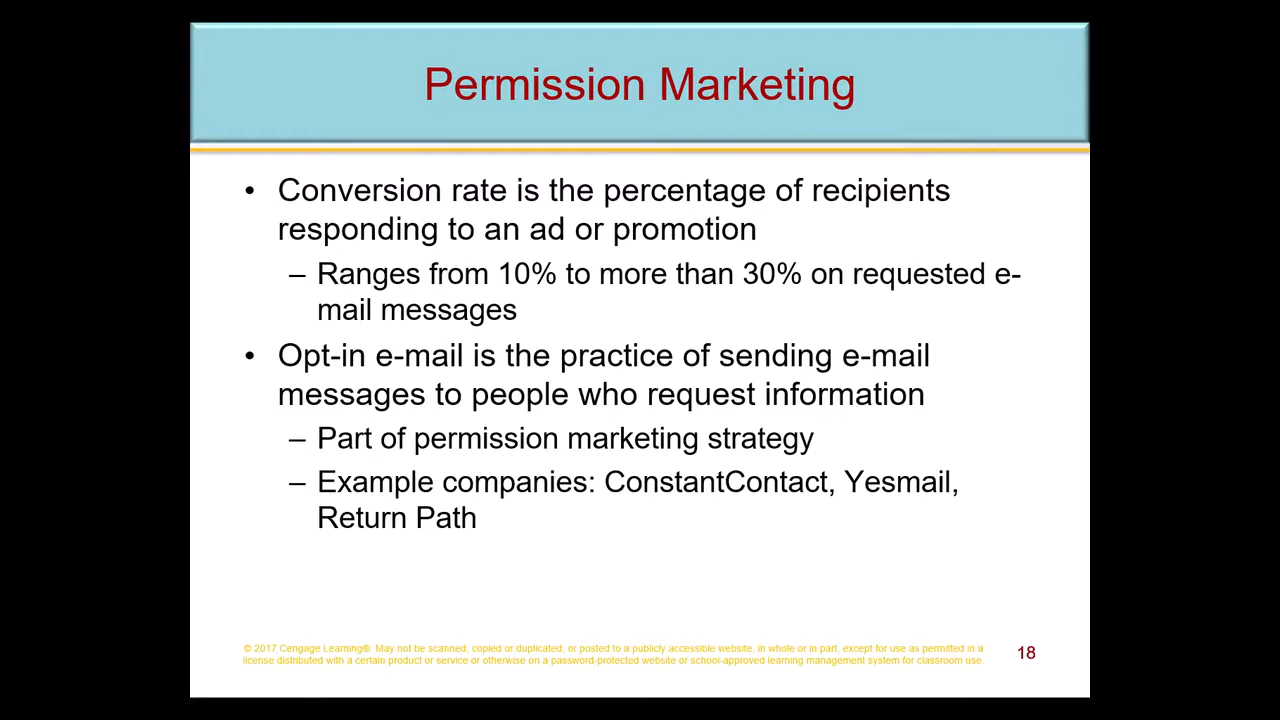 Permission Marketing
• Conversion rate is the percentage of recipients
responding to an ad or promotion
– Ranges from 10% to more than 30% on requested e-
mail messages
• Opt-in e-mail is the practice of sending e-mail
messages to people who request information
– Part of permission marketing strategy
– Example companies: ConstantContact, Yesmail,
Return Path
© 2017 Cengage Learning® May not be scanned, copied or duplicated, or posted to a publicly accessible website, in whole or in part, except for use as permitted in a
license distributed with a certain product or service or otherwise on a password-protected website or school-approved learning management system for classroom use.
18